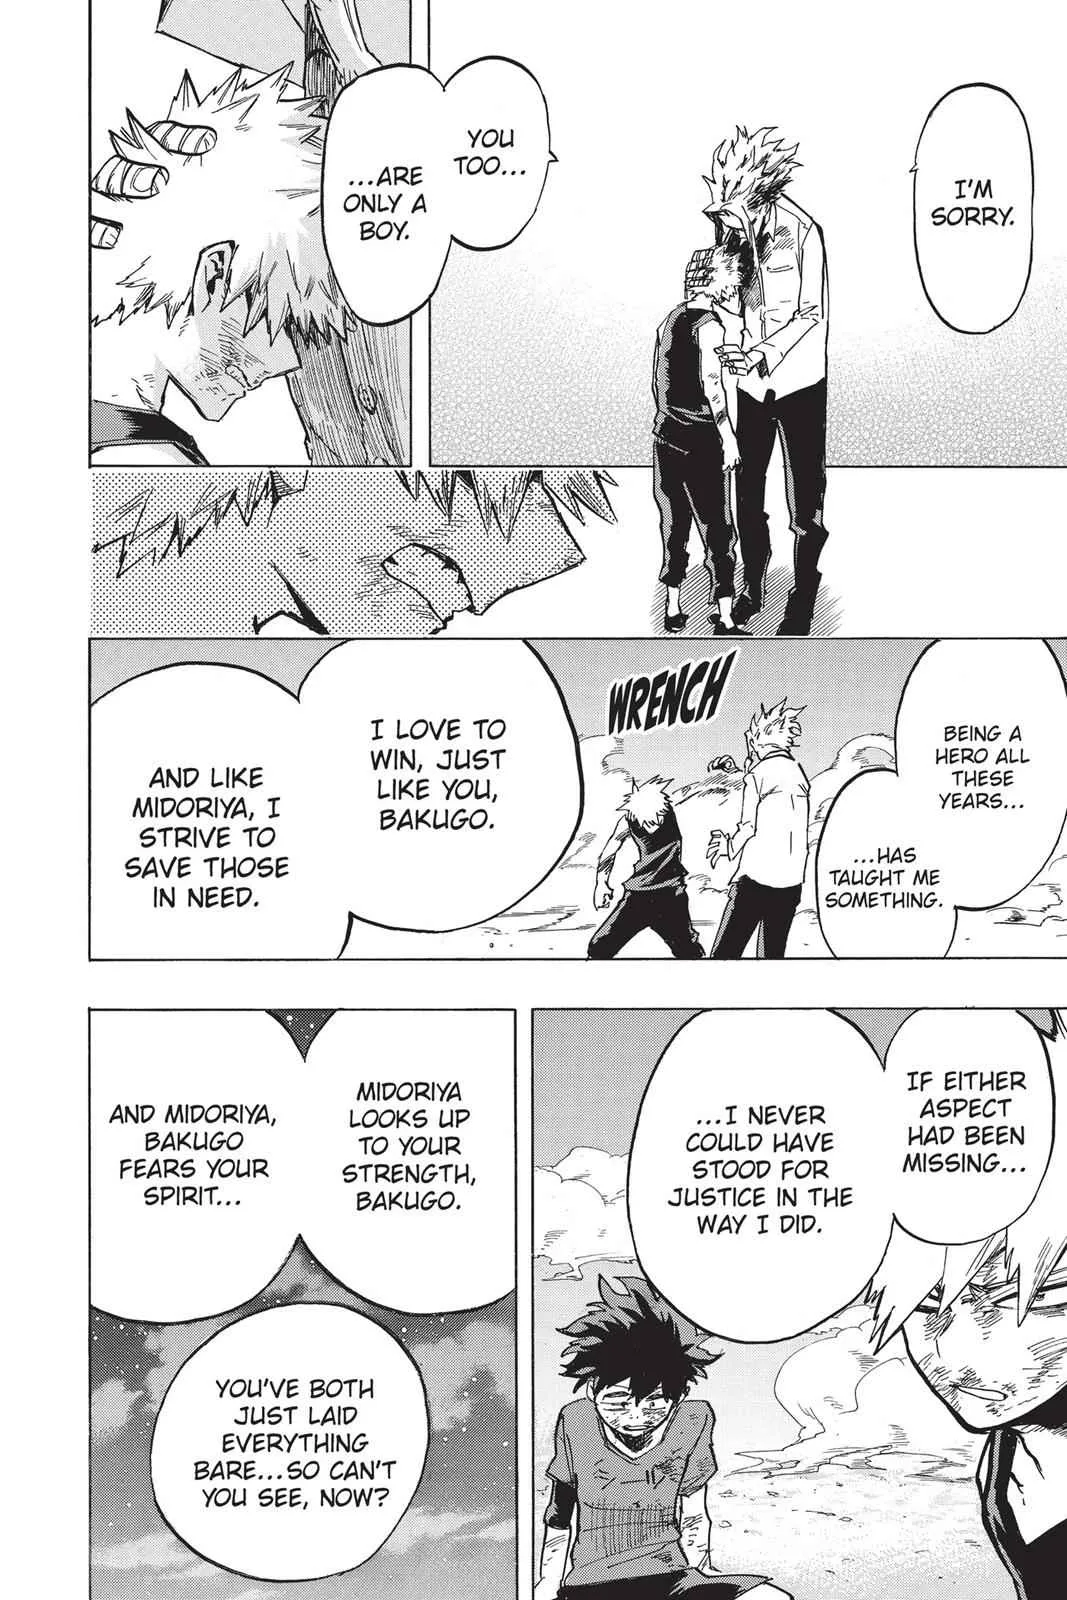 I'M
SORRY.
YOU
TOO...
...ARE
ONLY A
BOY.
BEING A
HERO ALL
THESE
YEARS...
...HAS
TAUGHT ME
SOMETHING.
WRENCH
I LOVE TO
WIN, JUST
LIKE YOU,
BAKUGO.
AND LIKE
MIDORIYA, I
STRIVE TO
SAVE THOSE
IN NEED.
IF EITHER
ASPECT
HAD BEEN
MISSING...
...I NEVER
COULD HAVE
STOOD FOR
JUSTICE IN THE
WAY I DID.
MIDORIYA
LOOKS UP
TO YOUR
STRENGTH,
BAKUGO.
AND MIDORIYA,
BAKUGO
FEARS YOUR
SPIRIT...
YOU'VE BOTH
JUST LAID
EVERYTHING
BARE...SO CAN'T
YOU SEE, NOW?